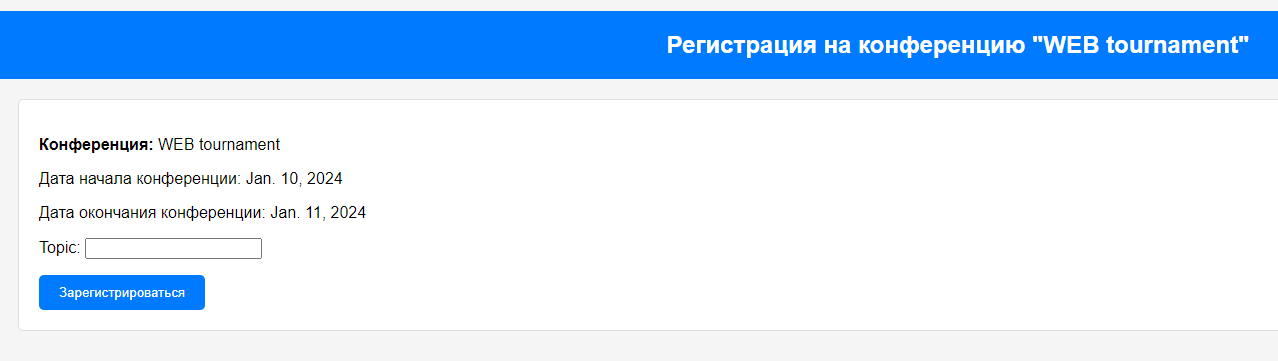 Регистрация на конференцию "WEB tournament"
Конференция: WEB tournament
Дата начала конференции: Jan. 10, 2024
Дата окончания конференции: Jan. 11, 2024
Topic:
Зарегистрироваться